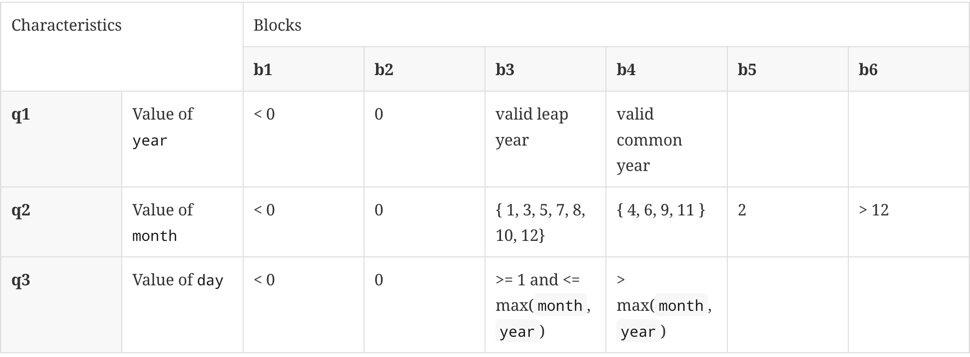 Characteristics
Blocks
b1
b2
b3
b4
b5
b6
q1
Value of
year
< 0
0
valid leap
year
valid
common
year
q2
Value of
month
< 0
0
{ 1, 3, 5, 7, 8,
10, 12}
{ 4, 6, 9, 11 }
2
> 12
q3
Value of day
< 0
0
>= 1 and <=
max( month ,
year )
>
max( month ,
year )